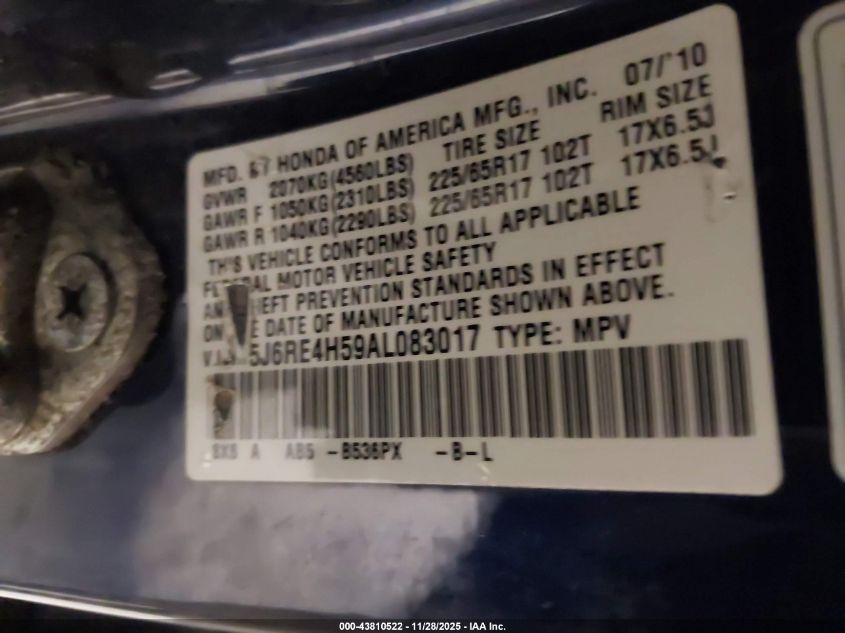 MFD. BY HONDA OF AMERICA MFG., INC. 07/'10
GVWR 2070KG(4560LBS) TIRE SIZE RIM SIZE
GAWR F 1050KG(2310LBS) 225/65R17 102T 17X6.5J
GAWR R 1040KG(2290LBS) 225/65R17 102T 17X6.5J
THIS VEHICLE CONFORMS TO ALL APPLICABLE
FEDERAL MOTOR VEHICLE SAFETY
AND THEFT PREVENTION STANDARDS IN EFFECT
ON THE DATE OF MANUFACTURE SHOWN ABOVE.
5J6RE4H59AL083017 TYPE: MPV
SXS A AB5 -B536PX -B-L
000-43810522 - 11/28/2025 - IAA Inc.